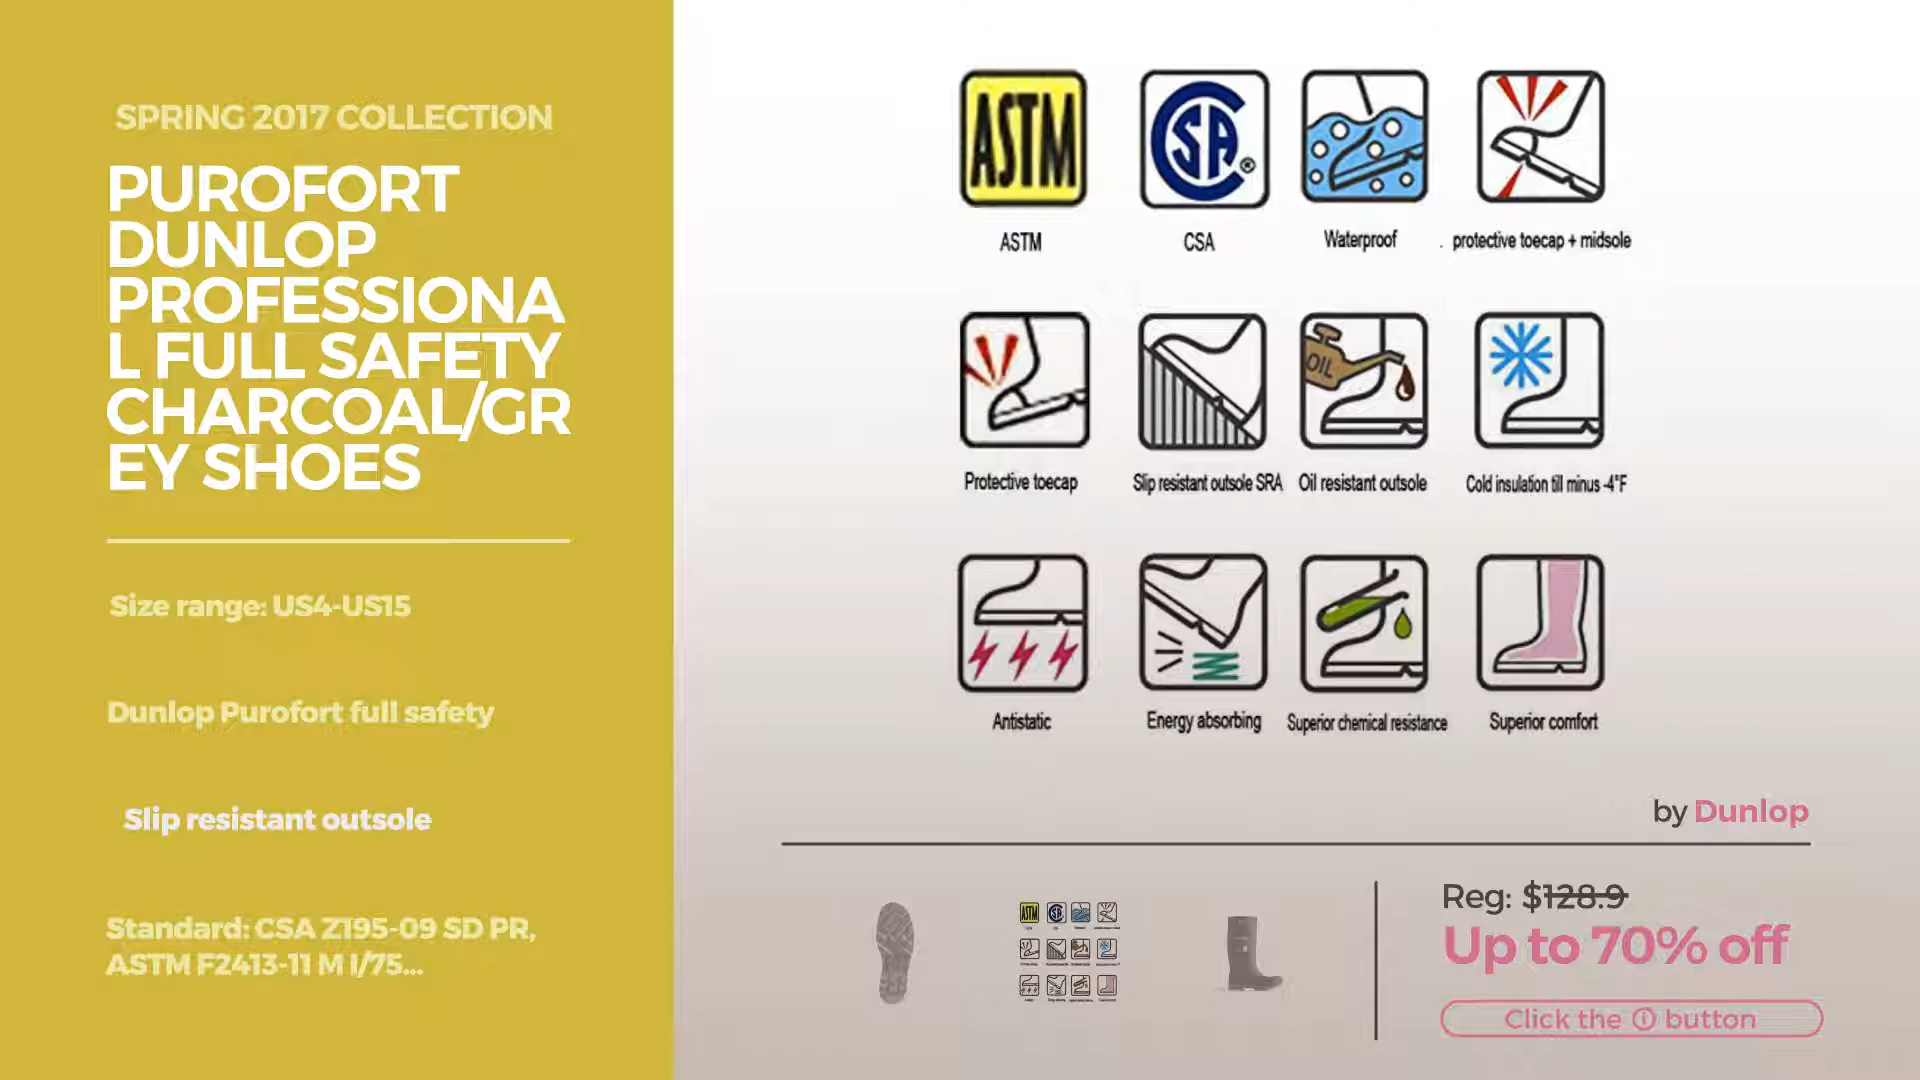 SPRING 2017 COLLECTION
PUROFORT
DUNLOP
PROFESSIONA
L FULL SAFETY
CHARCOAL/GR
EY SHOES
Size range: US4-US15
Dunlop Purofort full safety
Slip resistant outsole
Standard: CSA Z195-09 SD PR,
ASTM F2413-11 M I/75...
ASTM
CSA ®
ASTM
CSA
Waterproof
. protective toecap + midsole
OIL
Protective toecap
Slip resistant outsole SRA
Oil resistant outsole
Cold insulation till minus -4°F
Antistatic
Energy absorbing
Superior chemical resistance
Superior comfort
by Dunlop
ASTM
Reg: $128.9
Up to 70% off
Click the ⓘ button